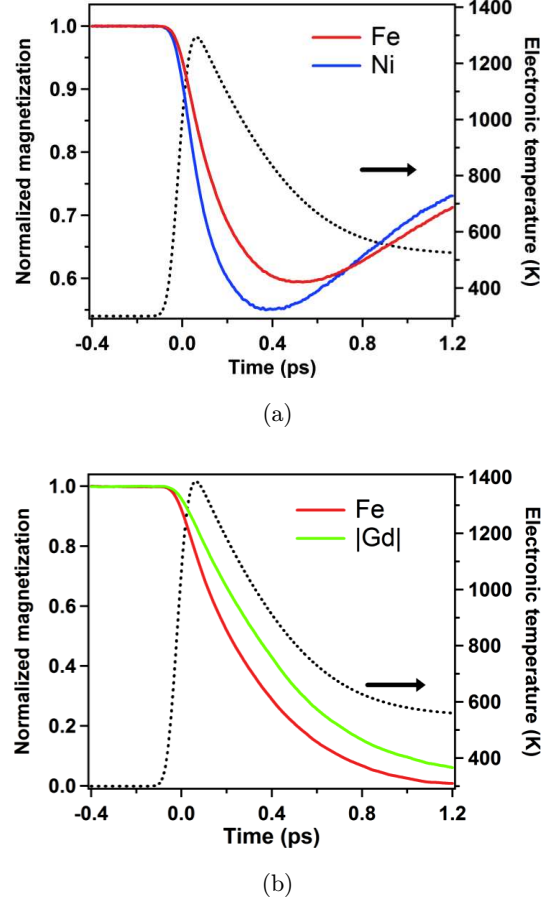 1400
1.0
Fe
Ni
1300
0.9
1000
0.8
800
0.7
600
0.6
400
-0.4
0.0
0.4
0.8
1.2
Normalized magnetization
Electronic temperature (K)
Time (ps)
(a)
1.0
1400
Fe
|Gd|
1300
0.8
1000
0.6
800
0.4
600
0.2
400
0.0
-0.4
0.0
0.4
0.8
1.2
Normalized magnetization
Electronic temperature (K)
Time (ps)
(b)